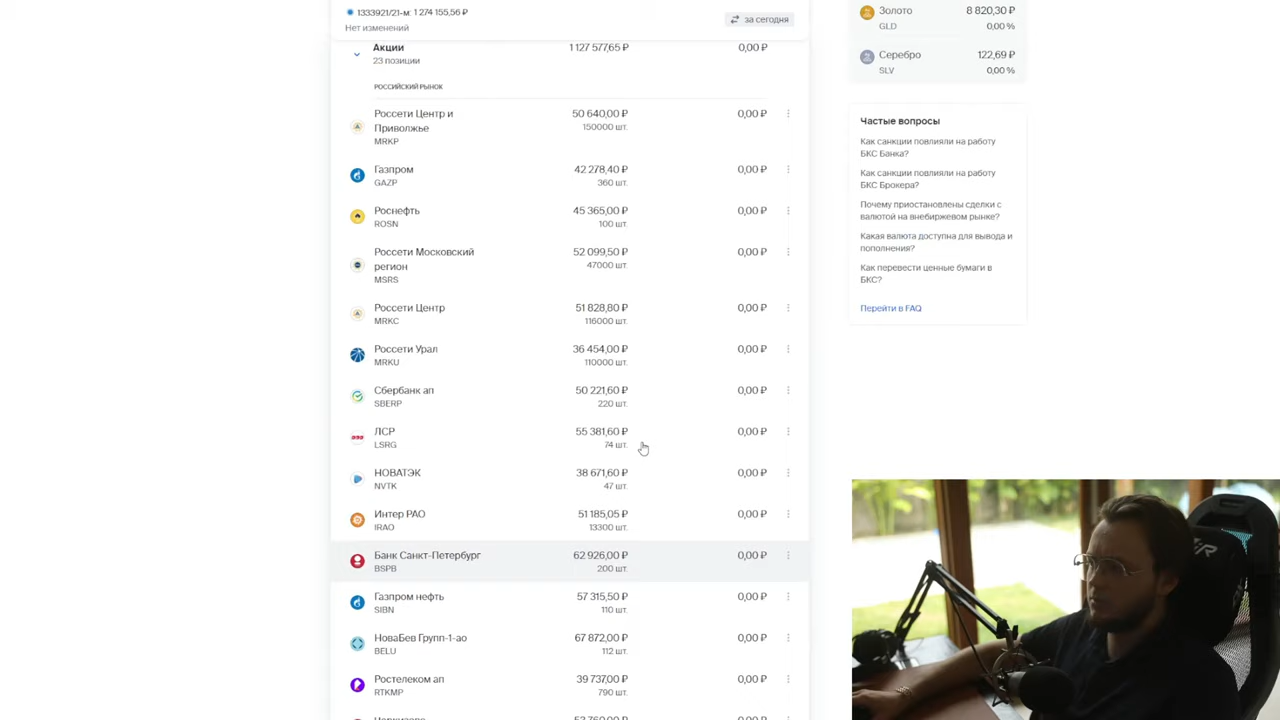 1333921/21-м: 1 274 155,56 ₽
Нет изменений
за сегодня
Акции
1 127 577,65 ₽
0,00 ₽
23 позиции
РОССИЙСКИЙ РЫНОК
Россети Центр и
Приволжье
MRKP
50 640,00 ₽
150000 шт.
0,00 ₽
Газпром
GAZP
42 278,40 ₽
360 шт.
0,00 ₽
Роснефть
ROSN
45 365,00 ₽
100 шт.
0,00 ₽
Россети Московский
регион
MSRS
52 099,50 ₽
47000 шт.
0,00 ₽
Россети Центр
MRKC
51 828,80 ₽
116000 шт.
0,00 ₽
Россети Урал
MRKU
36 454,00 ₽
110000 шт.
0,00 ₽
Сбербанк ап
SBERP
50 221,60 ₽
220 шт.
0,00 ₽
ЛСР
LSRG
55 381,60 ₽
74 шт.
0,00 ₽
НОВАТЭК
NVTK
38 671,60 ₽
47 шт.
0,00 ₽
Интер РАО
IRAO
51 185,05 ₽
13300 шт.
0,00 ₽
Банк Санкт-Петербург
BSPB
62 926,00 ₽
200 шт.
0,00 ₽
Газпром нефть
SIBN
57 315,50 ₽
110 шт.
0,00 ₽
НоваБев Групп-1-ао
BELU
67 872,00 ₽
112 шт.
0,00 ₽
Ростелеком ап
RTKMP
39 737,00 ₽
790 шт.
0,00 ₽
Золото
GLD
8 820,30 ₽
0,00 %
Серебро
SLV
122,69 ₽
0,00 %
Частые вопросы
Как санкции повлияли на работу
БКС Банка?
Как санкции повлияли на работу
БКС Брокера?
Почему приостановлены сделки с
валютой на внебиржевом рынке?
Какая валюта доступна для вывода и
пополнения?
Как перевести ценные бумаги в
БКС?
Перейти в FAQ